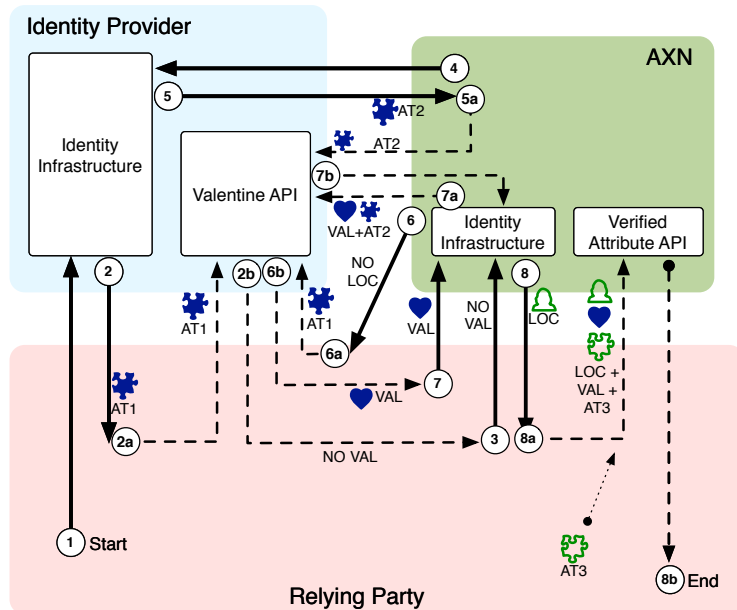 Identity Provider
AXN
4
5
5a
AT2
AT2
Identity
Infrastructure
Valentine API
7b
7a
6
VAL+AT2
Identity
Infrastructure
Verified
Attribute API
NO
LOC
2
2b
6b
8
AT1
AT1
VAL
NO
VAL
LOC
6a
LOC +
VAL +
AT3
7
VAL
AT1
2a
3
8a
NO VAL
1
Start
AT3
8b
End
Relying Party